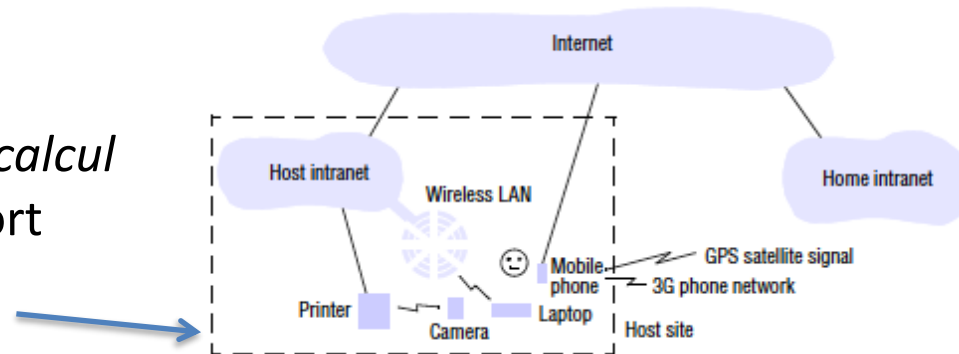 calcul
ort
Internet
Host intranet
Wireless LAN
Home intranet
Mobile
phone
GPS satellite signal
3G phone network
Printer
Camera
Laptop
Host site